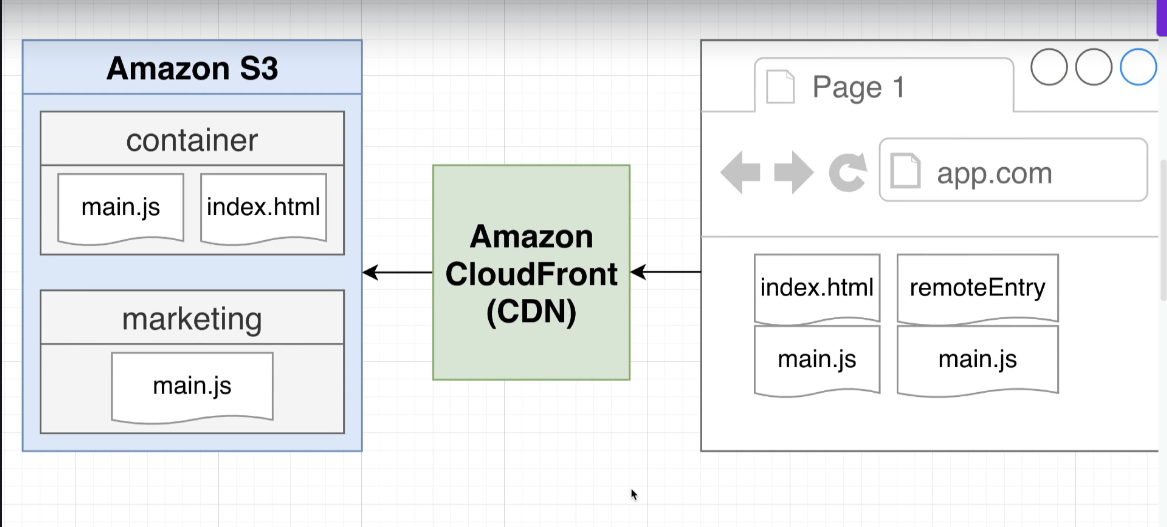 Amazon S3
container
main.js
index.html
marketing
main.js
Amazon
CloudFront
(CDN)
Page 1
app.com
index.html
remoteEntry
main.js
main.js